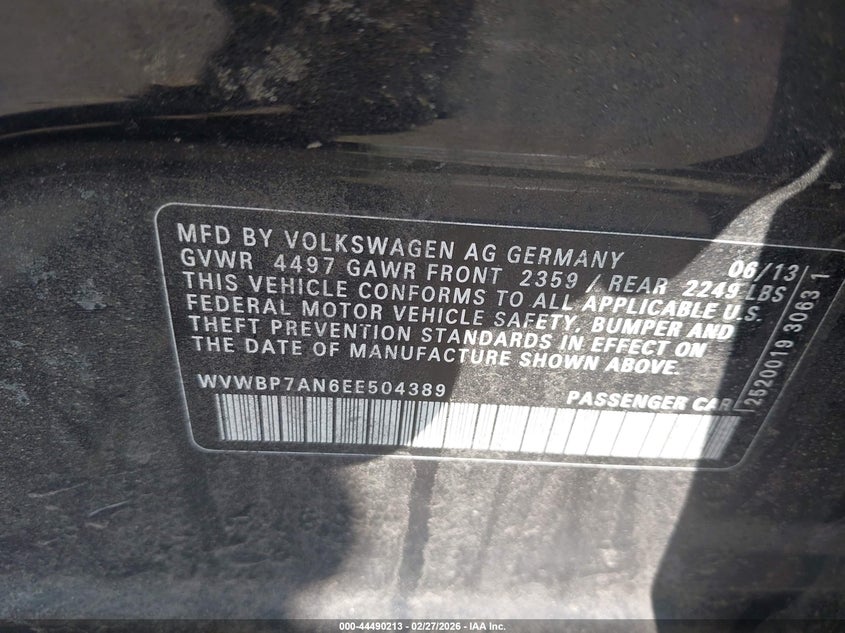 MFD BY VOLKSWAGEN AG GERMANY 06/13
GVWR 4497 GAWR FRONT 2359 / REAR 2249 LBS
THIS VEHICLE CONFORMS TO ALL APPLICABLE U.S.
FEDERAL MOTOR VEHICLE SAFETY, BUMPER AND
THEFT PREVENTION STANDARDS IN EFFECT ON
THE DATE OF MANUFACTURE SHOWN ABOVE.
WVWBP7AN6EE504389 PASSENGER CAR
2520019 3063 1
000-44490213 - 02/27/2026 - IAA Inc.